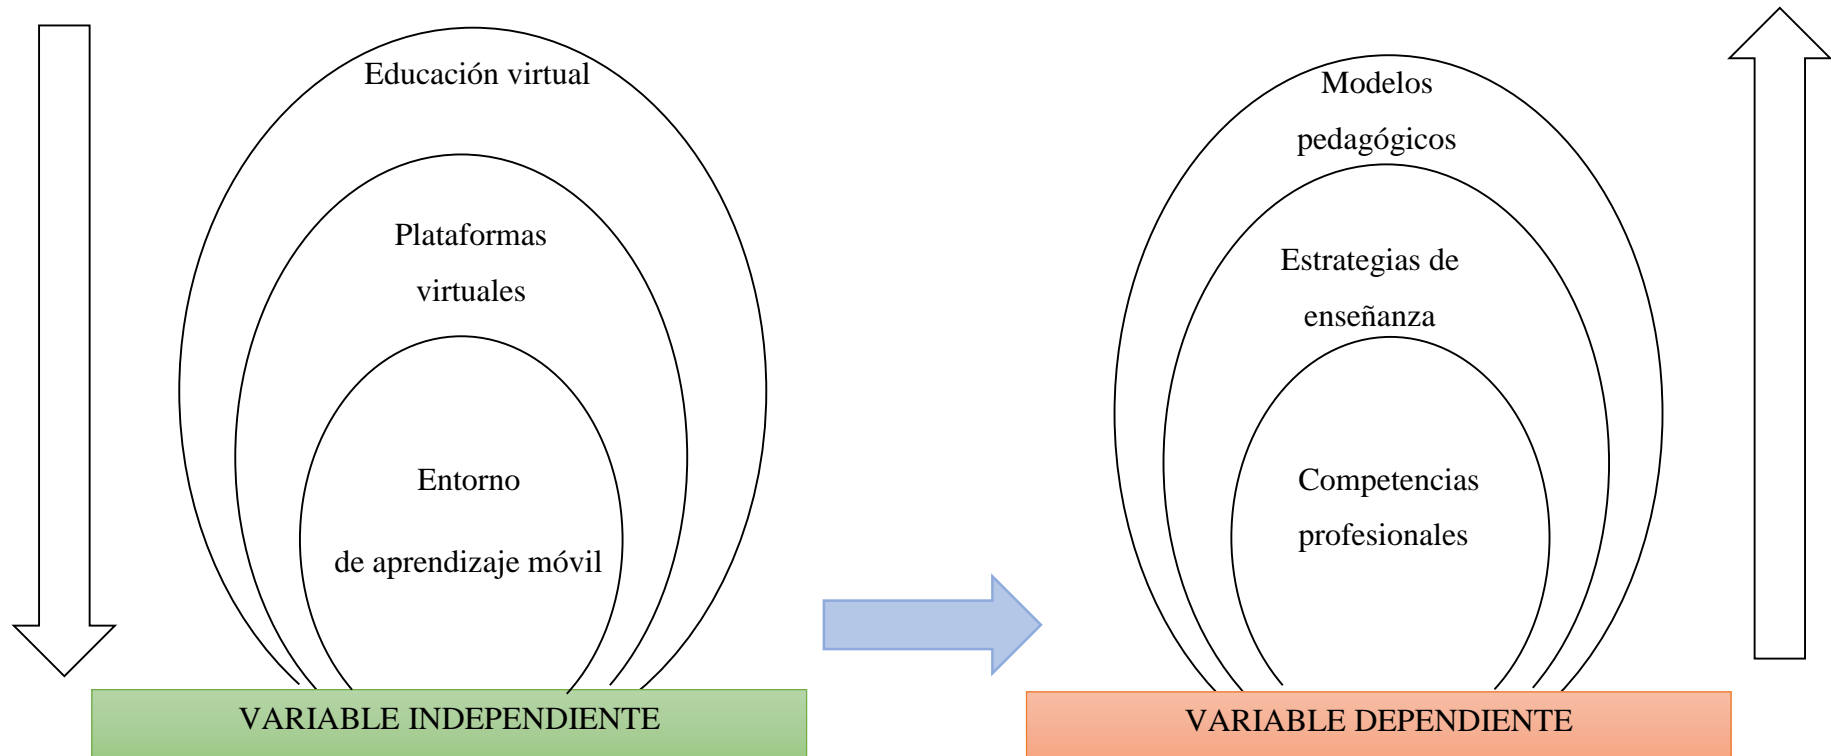 Educación virtual
Plataformas
virtuales
Entorno
de aprendizaje móvil
VARIABLE INDEPENDIENTE
Modelos
pedagógicos
Estrategias de
enseñanza
Competencias
profesionales
VARIABLE DEPENDIENTE